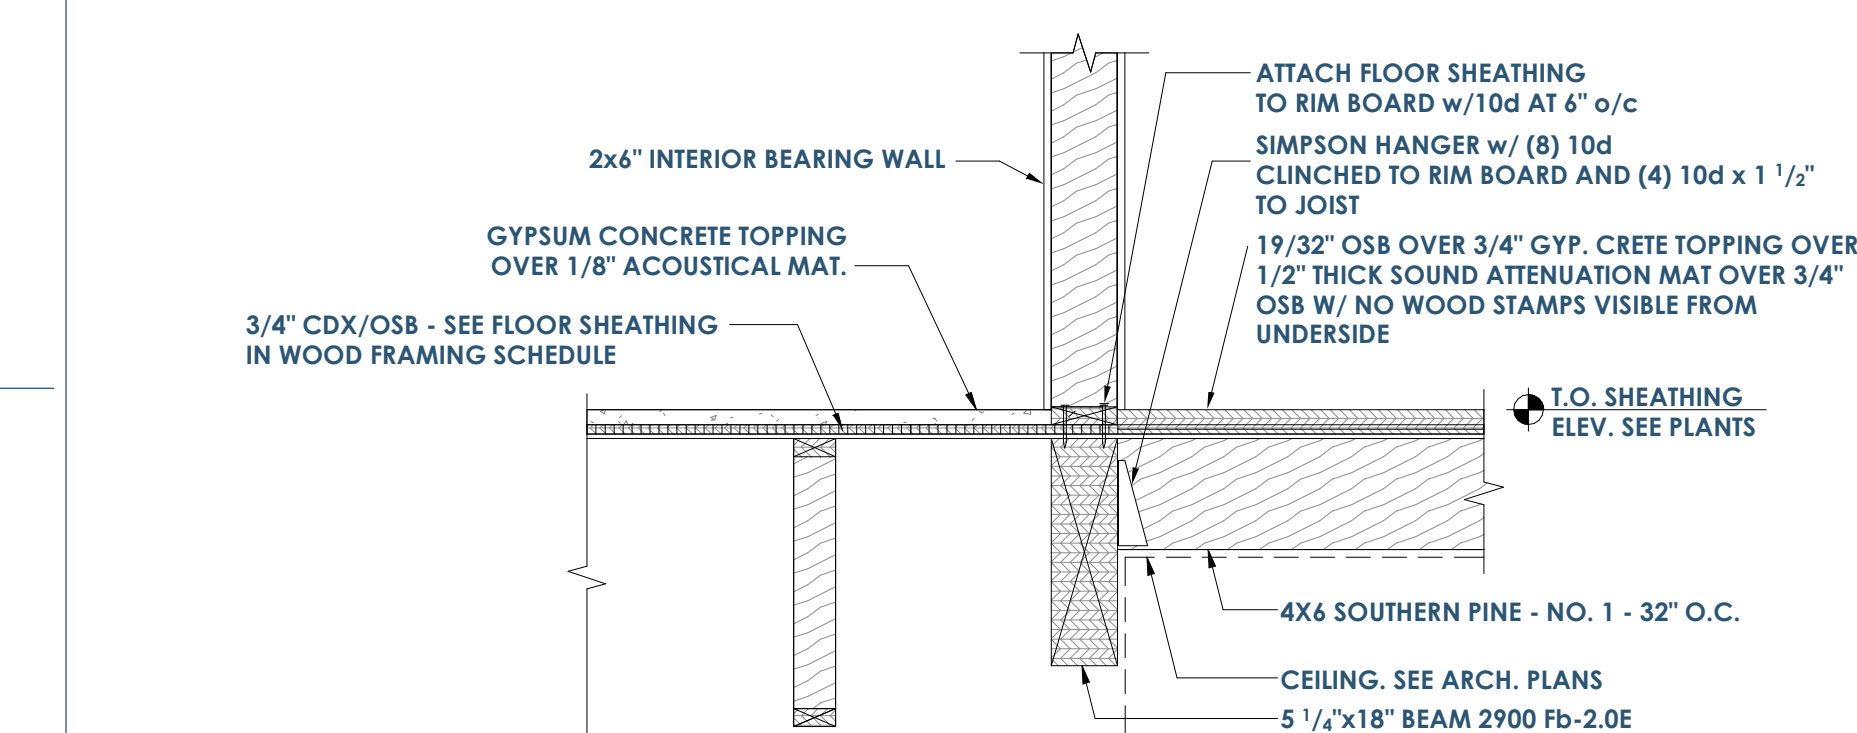 ATTACH FLOOR SHEATHING
TO RIM BOARD w/10d AT 6" o/c
2x6" INTERIOR BEARING WALL
SIMPSON HANGER w/ (8) 10d
CLINCHED TO RIM BOARD AND (4) 10d x 1 1/2"
TO JOIST
GYPSUM CONCRETE TOPPING
OVER 1/8" ACOUSTICAL MAT.
19/32" OSB OVER 3/4" GYP. CRETE TOPPING OVER
1/2" THICK SOUND ATTENUATION MAT OVER 3/4"
OSB W/ NO WOOD STAMPS VISIBLE FROM
UNDERSIDE
3/4" CDX/OSB - SEE FLOOR SHEATHING
IN WOOD FRAMING SCHEDULE
T.O. SHEATHING
ELEV. SEE PLANTS
4X6 SOUTHERN PINE - NO. 1 - 32" O.C.
CEILING. SEE ARCH. PLANS
5 1/4"x18" BEAM 2900 Fb-2.0E